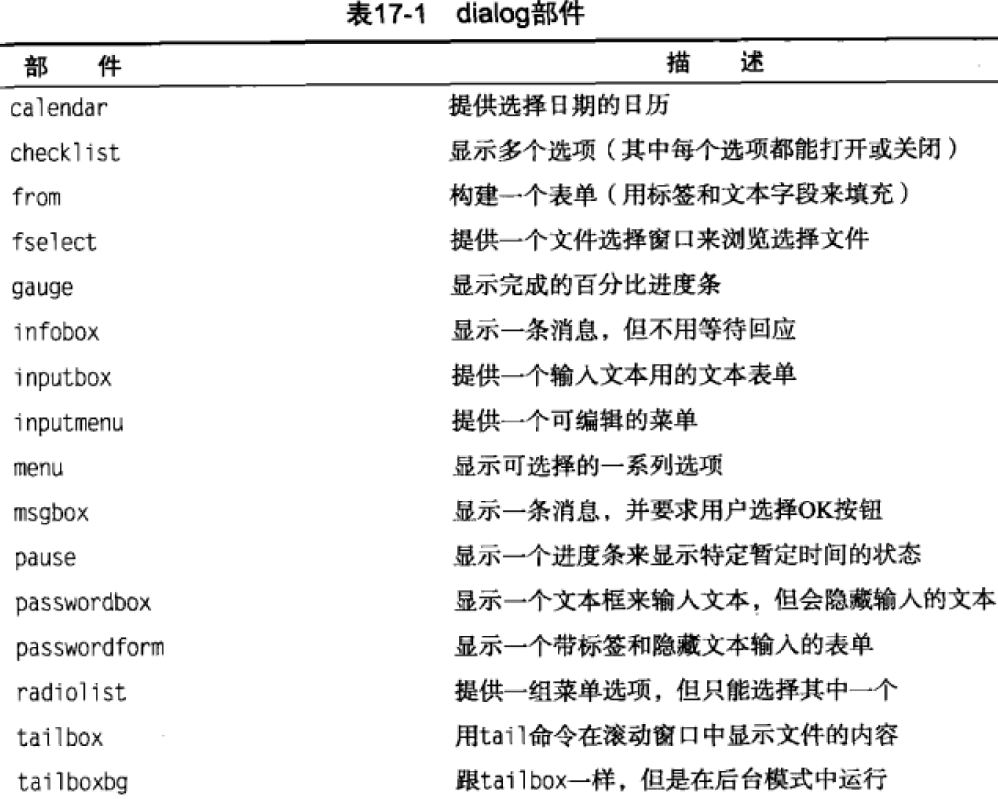 表17-1 dialog部件
部 件 描 述
calendar 提供选择日期的日历
checklist 显示多个选项（其中每个选项都能打开或关闭）
from 构建一个表单（用标签和文本字段来填充）
fselect 提供一个文件选择窗口来浏览选择文件
gauge 显示完成的百分比进度条
infobox 显示一条消息，但不用等待回应
inputbox 提供一个输入文本用的文本表单
inputmenu 提供一个可编辑的菜单
menu 显示可选择的一系列选项
msgbox 显示一条消息，并要求用户选择OK按钮
pause 显示一个进度条来显示特定暂定时间的状态
passwordbox 显示一个文本框来输入文本，但会隐藏输入的文本
passwordform 显示一个带标签和隐藏文本输入的表单
radiolist 提供一组菜单选项，但只能选择其中一个
tailbox 用tail命令在滚动窗口中显示文件的内容
tailboxbg 跟tailbox一样，但是在后台模式中运行